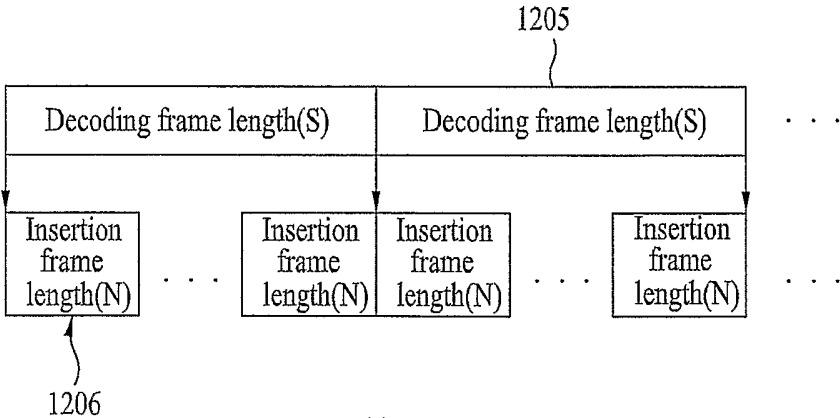 1205
Decoding frame length(S) Decoding frame length(S) . . .
Insertion frame length(N) . . . Insertion frame length(N) Insertion frame length(N) . . . Insertion frame length(N) . . .
1206